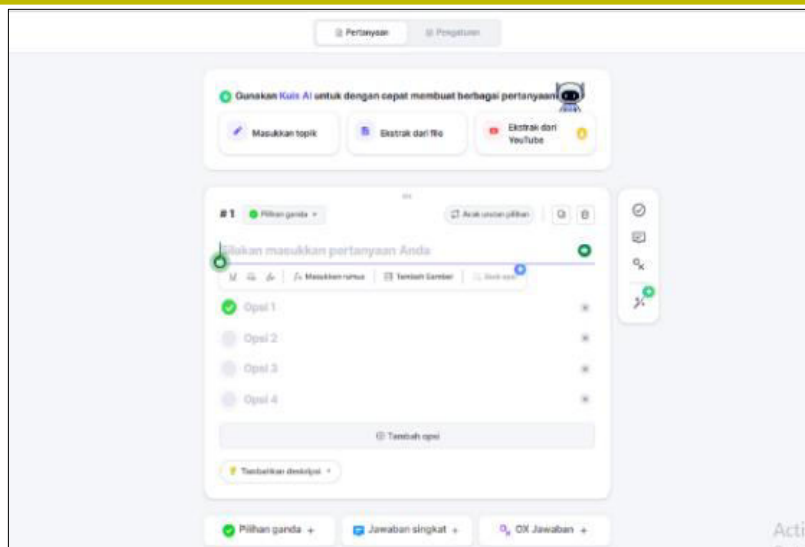 Pertanyaan
Pengaturan
Gunakan Kuis AI untuk dengan cepat membuat berbagai pertanyaan
Masukkan topik
Ekstrak dari file
Ekstrak dari YouTube
#1 Pilihan ganda
Acak urutan pilihan
Silakan masukkan pertanyaan Anda
Masukkan rumus
Tambah Gambar
Opsi 1
Opsi 2
Opsi 3
Opsi 4
Tambah opsi
Tambahkan deskripsi
Pilihan ganda +
Jawaban singkat +
OX Jawaban +
Acti